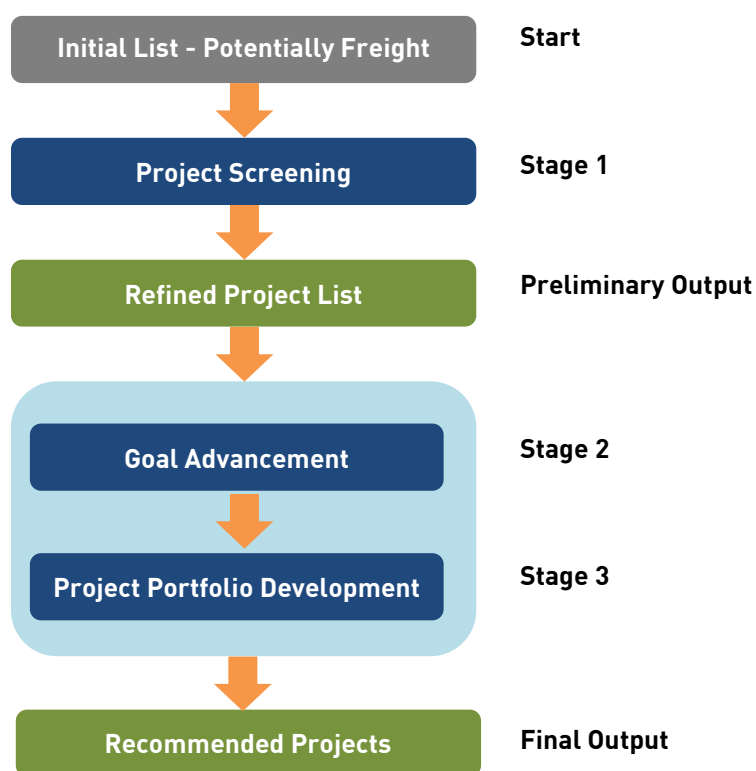 Initial List - Potentially Freight
Start
Project Screening
Stage 1
Refined Project List
Preliminary Output
Goal Advancement
Stage 2
Project Portfolio Development
Stage 3
Recommended Projects
Final Output